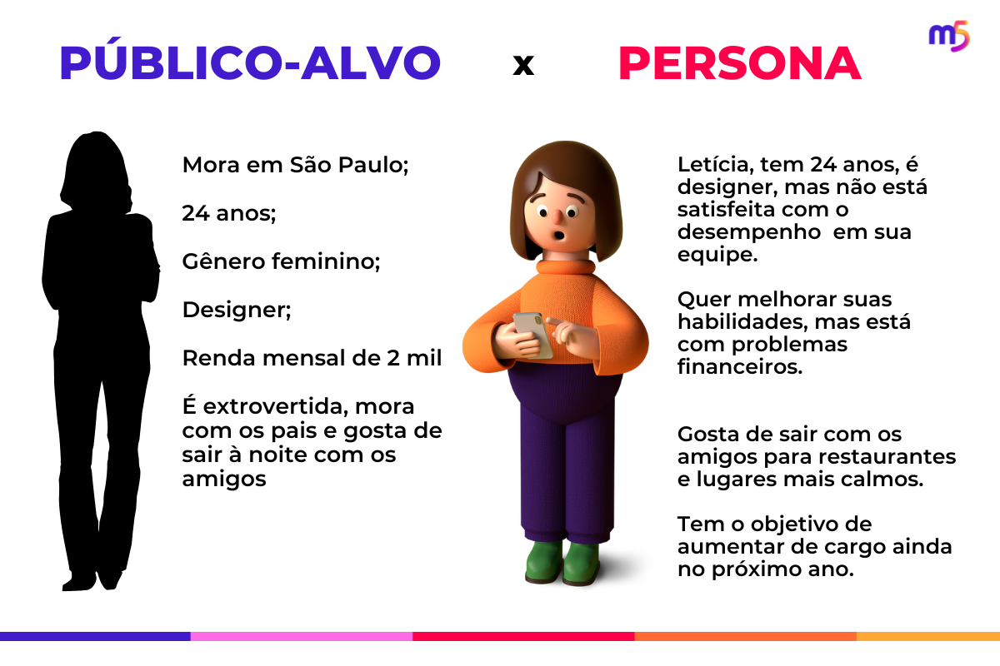 PÚBLICO-ALVO x PERSONA
m5
Mora em São Paulo;
24 anos;
Gênero feminino;
Designer;
Renda mensal de 2 mil
É extrovertida, mora
com os pais e gosta de
sair à noite com os
amigos
Letícia, tem 24 anos, é
designer, mas não está
satisfeita com o
desempenho  em sua
equipe.
Quer melhorar suas
habilidades, mas está
com problemas
financeiros.
Gosta de sair com os
amigos para restaurantes
e lugares mais calmos.
Tem o objetivo de
aumentar de cargo ainda
no próximo ano.